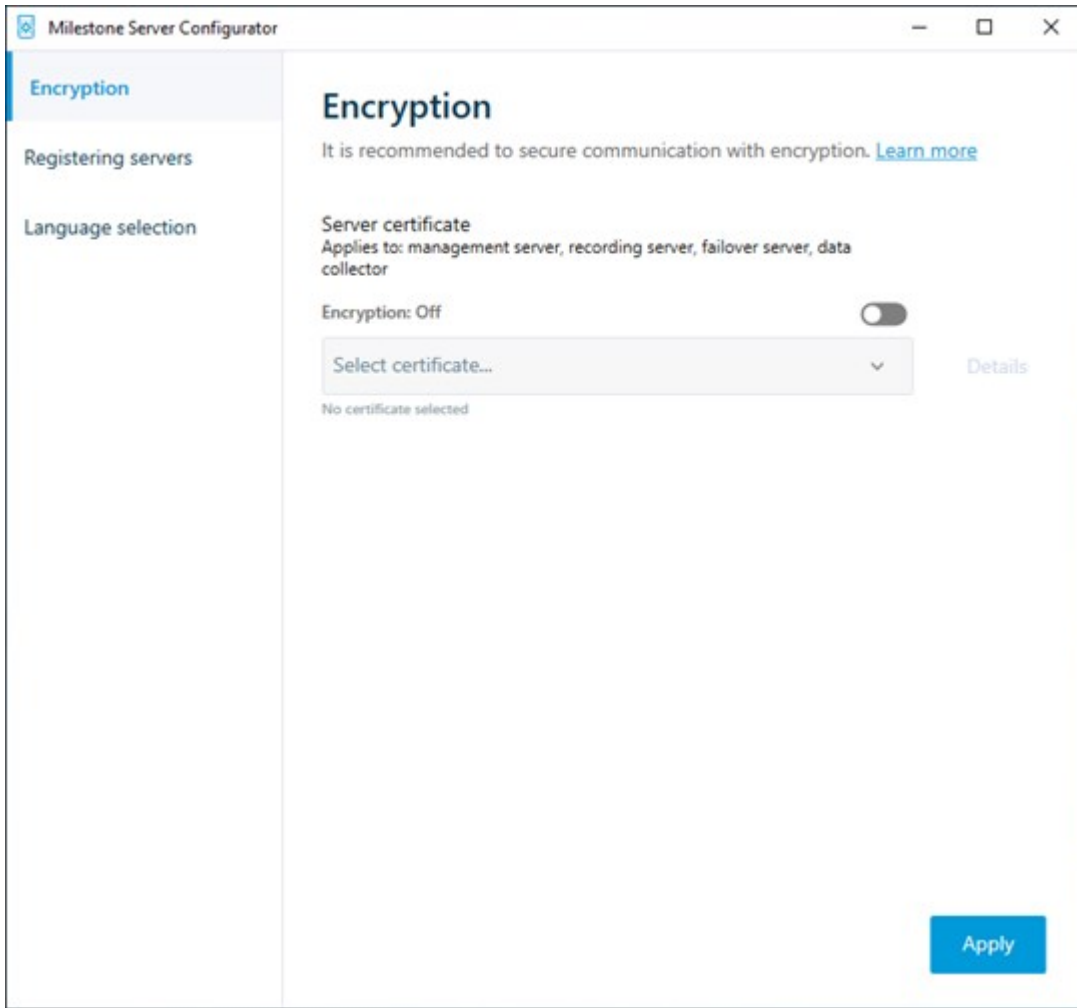 Milestone Server Configurator
Encryption
Registering servers
Language selection
Encryption
It is recommended to secure communication with encryption. Learn more
Server certificate
Applies to: management server, recording server, failover server, data
collector
Encryption: Off
Select certificate...
Details
No certificate selected
Apply